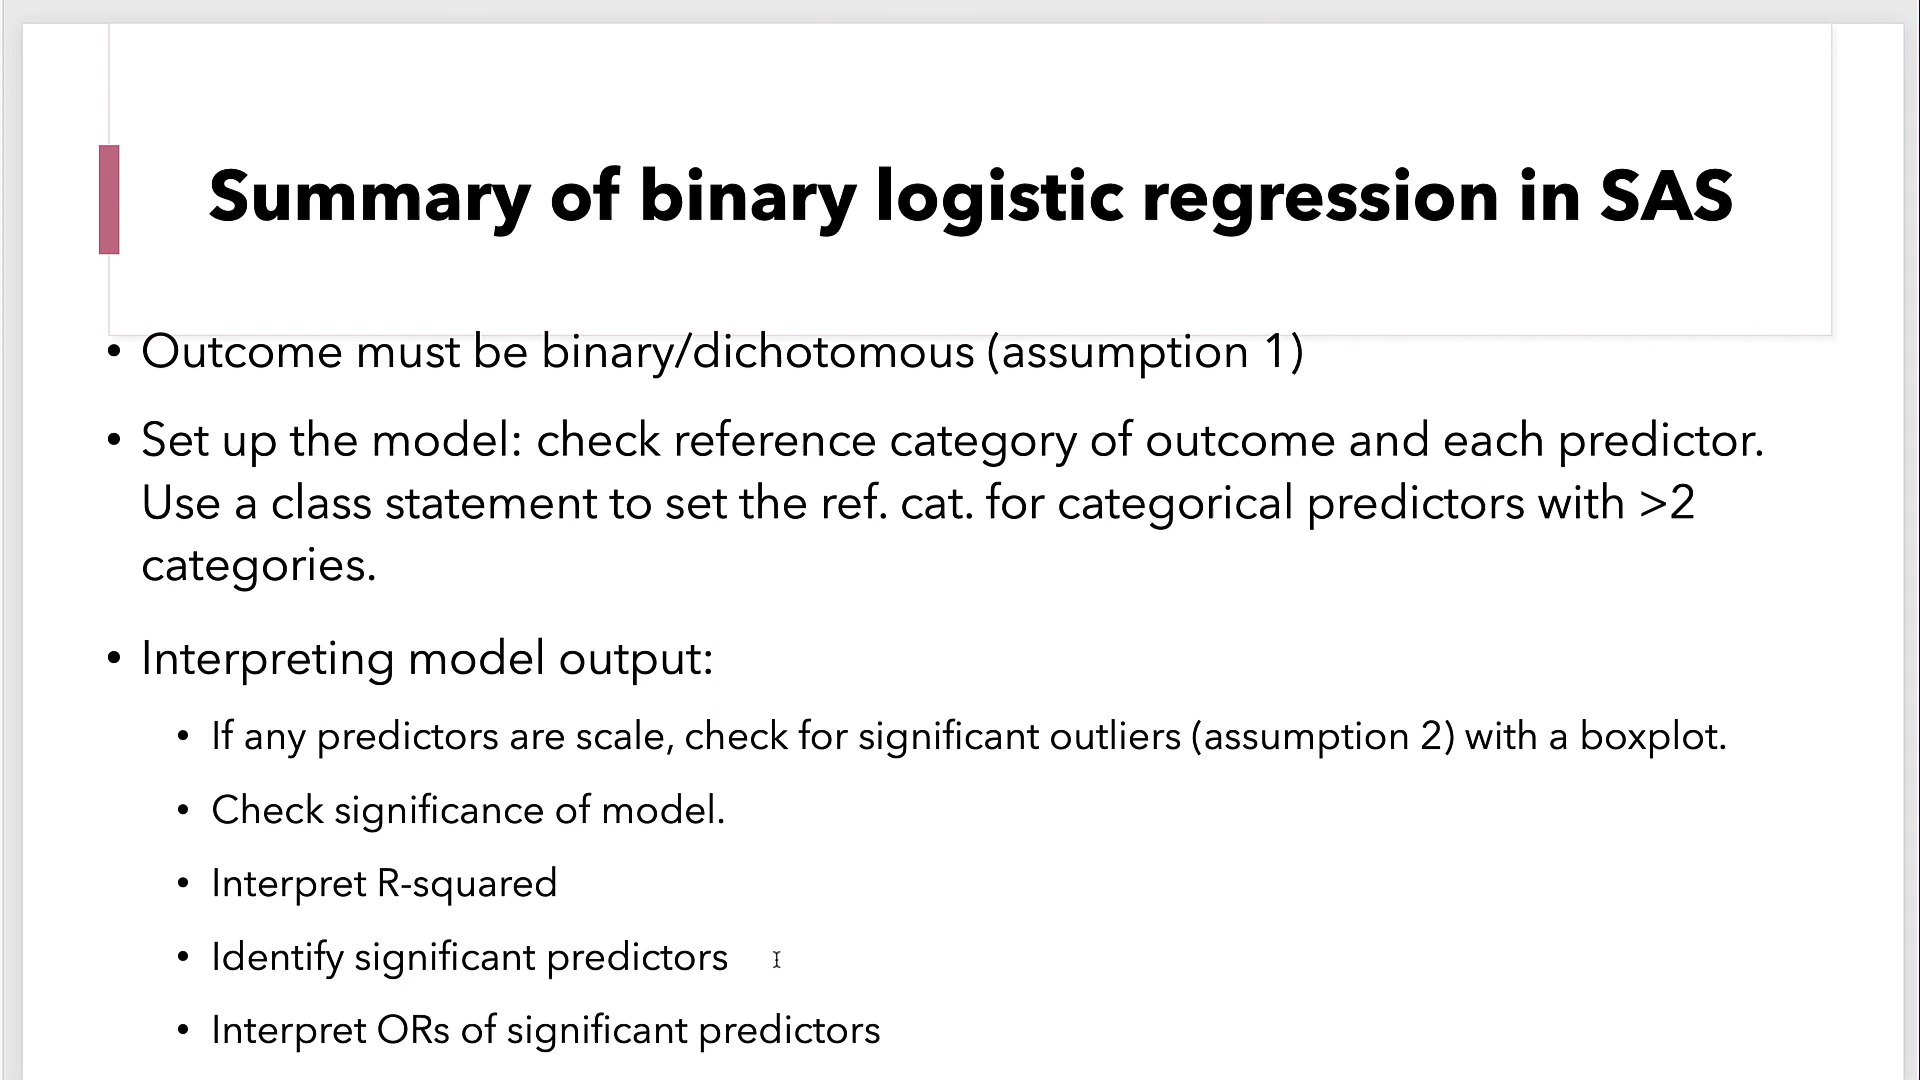 Summary of binary logistic regression in SAS
• Outcome must be binary/dichotomous (assumption 1)
• Set up the model: check reference category of outcome and each predictor.
Use a class statement to set the ref. cat. for categorical predictors with >2
categories.
• Interpreting model output:
• If any predictors are scale, check for significant outliers (assumption 2) with a boxplot.
• Check significance of model.
• Interpret R-squared
• Identify significant predictors
• Interpret ORs of significant predictors